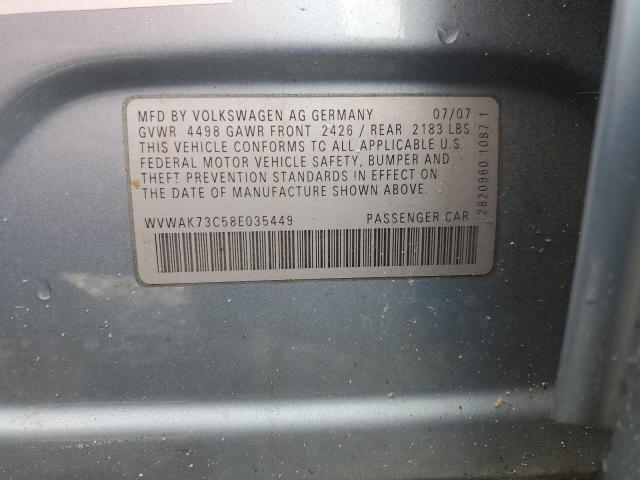 MFD BY VOLKSWAGEN AG GERMANY 07/07
GVWR 4498 GAWR FRONT 2426 / REAR 2183 LBS
THIS VEHICLE CONFORMS TO ALL APPLICABLE U.S.
FEDERAL MOTOR VEHICLE SAFETY, BUMPER AND
THEFT PREVENTION STANDARDS IN EFFECT ON
THE DATE OF MANUFACTURE SHOWN ABOVE.
WVWAK73C58E035449 PASSENGER CAR
2820960 1087 1